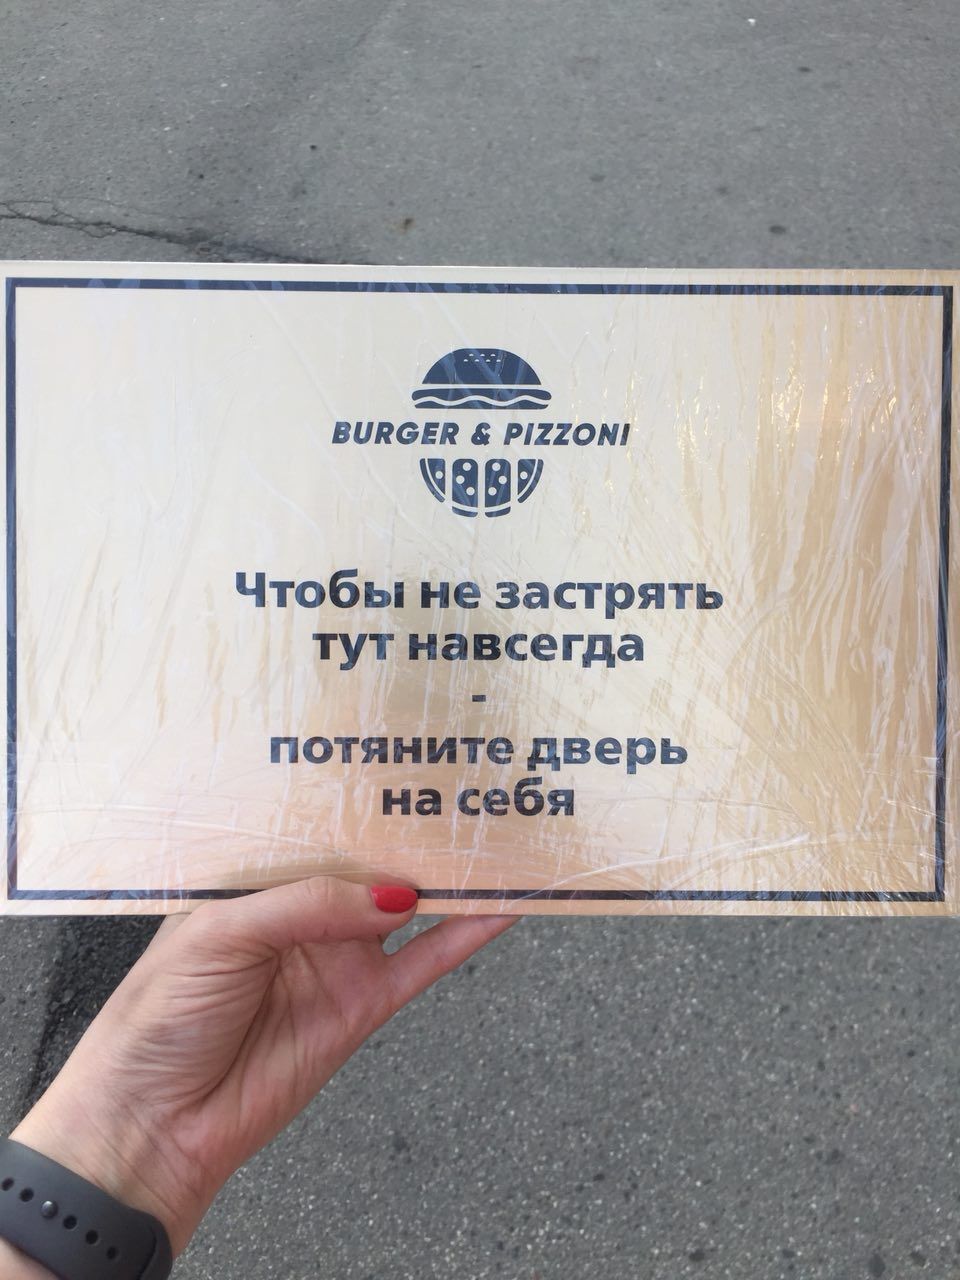 BURGER & PIZZONI
Чтобы не застрять
тут навсегда
-
потяните дверь
на себя